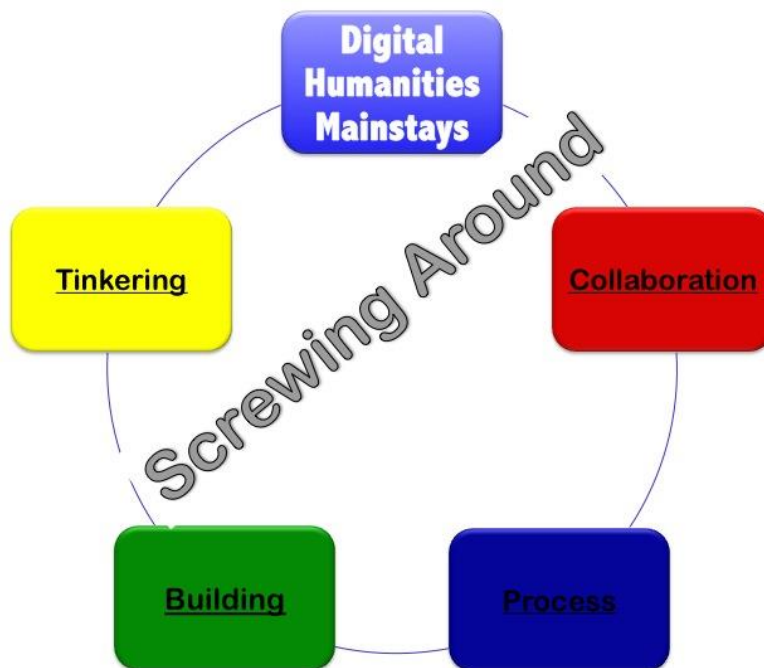 Digital
Humanities
Mainstays
Screwing Around
Tinkering
Collaboration
Building
Process